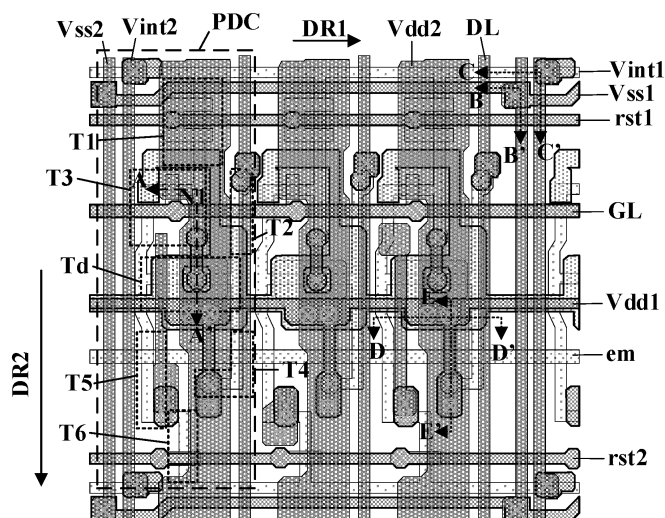 PDC
Vss2 Vint2 DR1 Vdd2 DL
C Vint1
B Vss1
T1 rst1
B' C'
T3 A N1
GL
T2
Td
E Vdd1
A' D D'
em
T5 T4
DR2
T6 E'
rst2